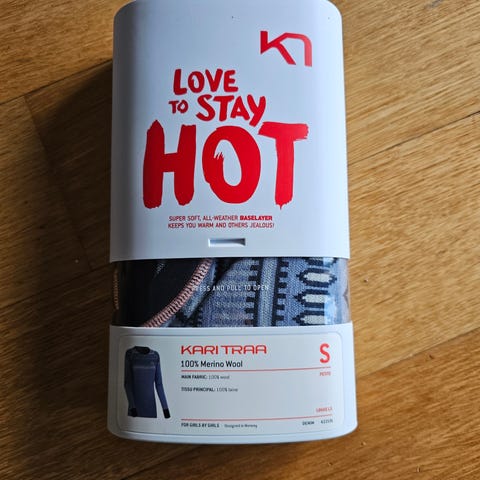 LOVE
TO STAY
HOT
SUPER SOFT, ALL-WEATHER BASELAYER
KEEPS YOU WARM AND OTHERS JEALOUS!
PRESS AND PULL TO OPEN
KARI TRAA
S
100% Merino Wool
PETITE
MAIN FABRIC: 100% wool
TISSU PRINCIPAL: 100% laine
FOR GIRLS BY GIRLS Designed in Norway
DENIM